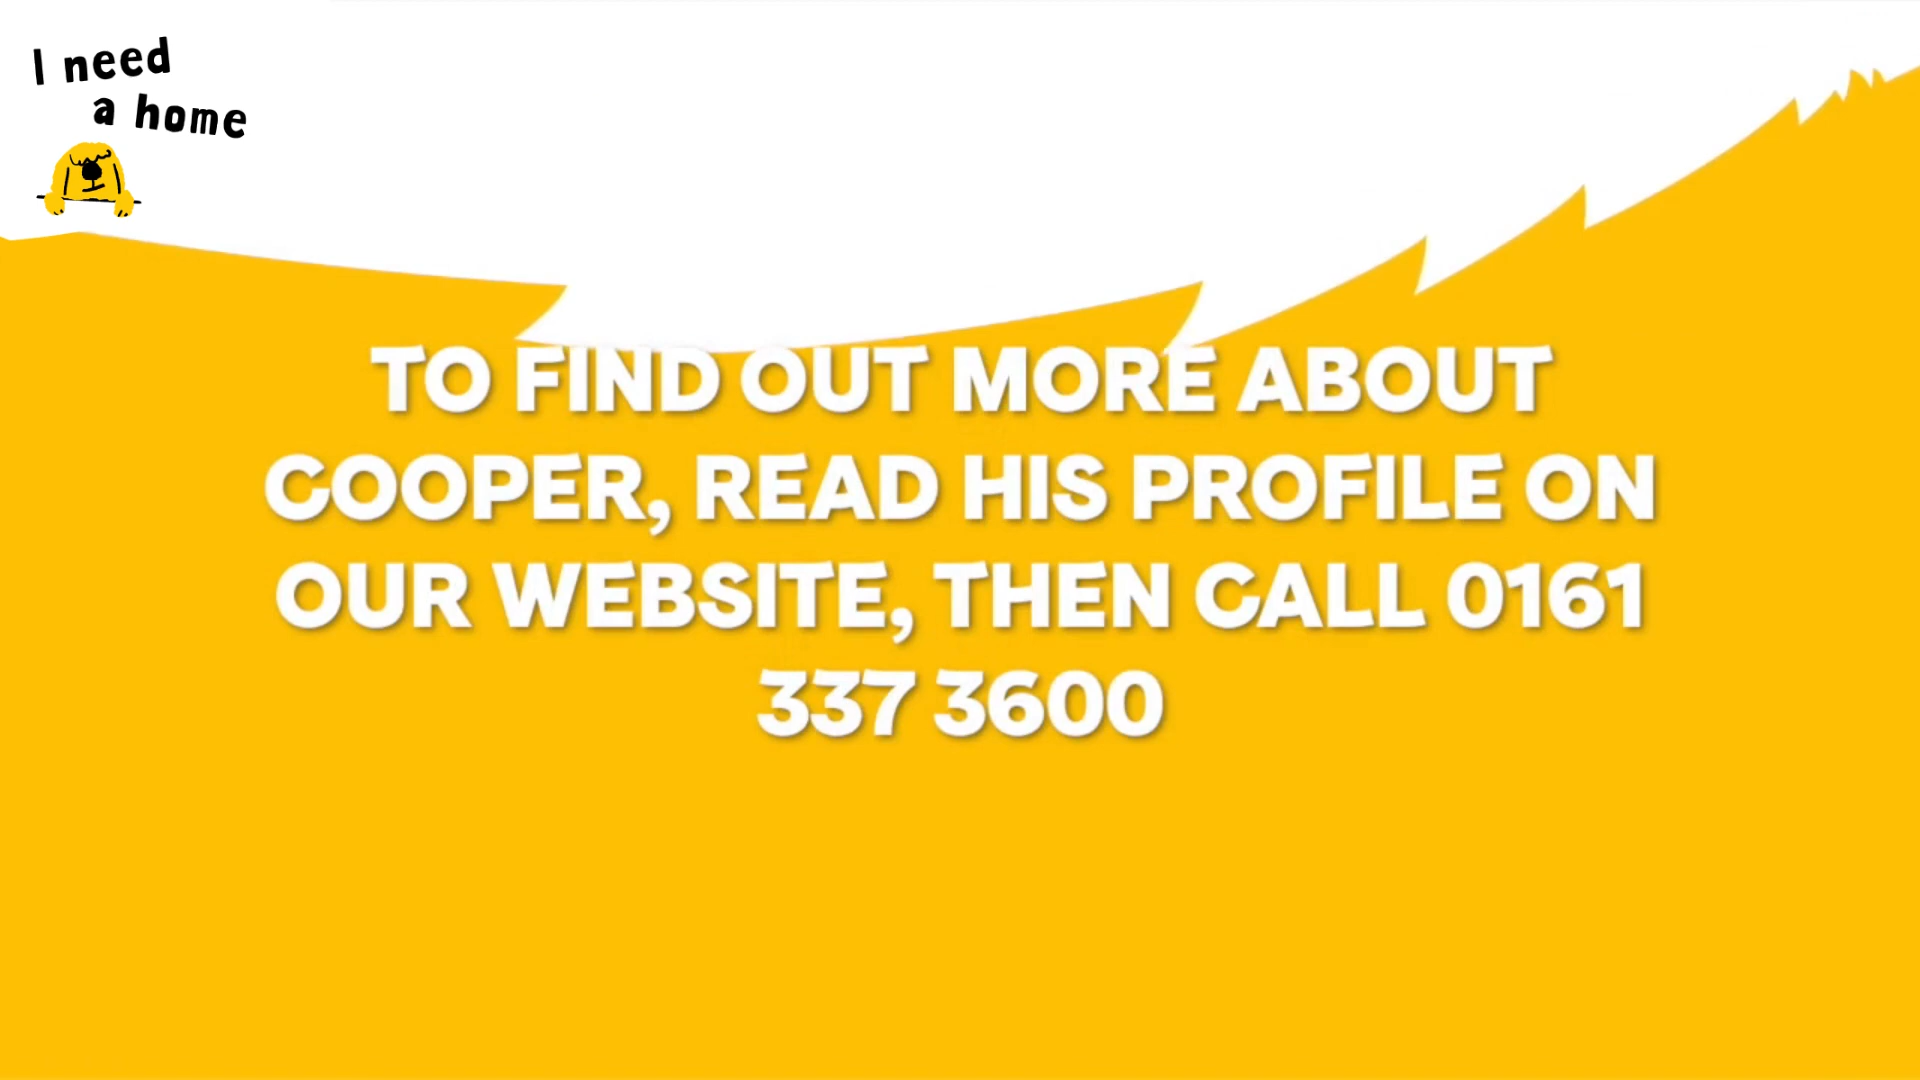 I need
a home
TO FIND OUT MORE ABOUT
COOPER, READ HIS PROFILE ON
OUR WEBSITE, THEN CALL 0161
337 3600